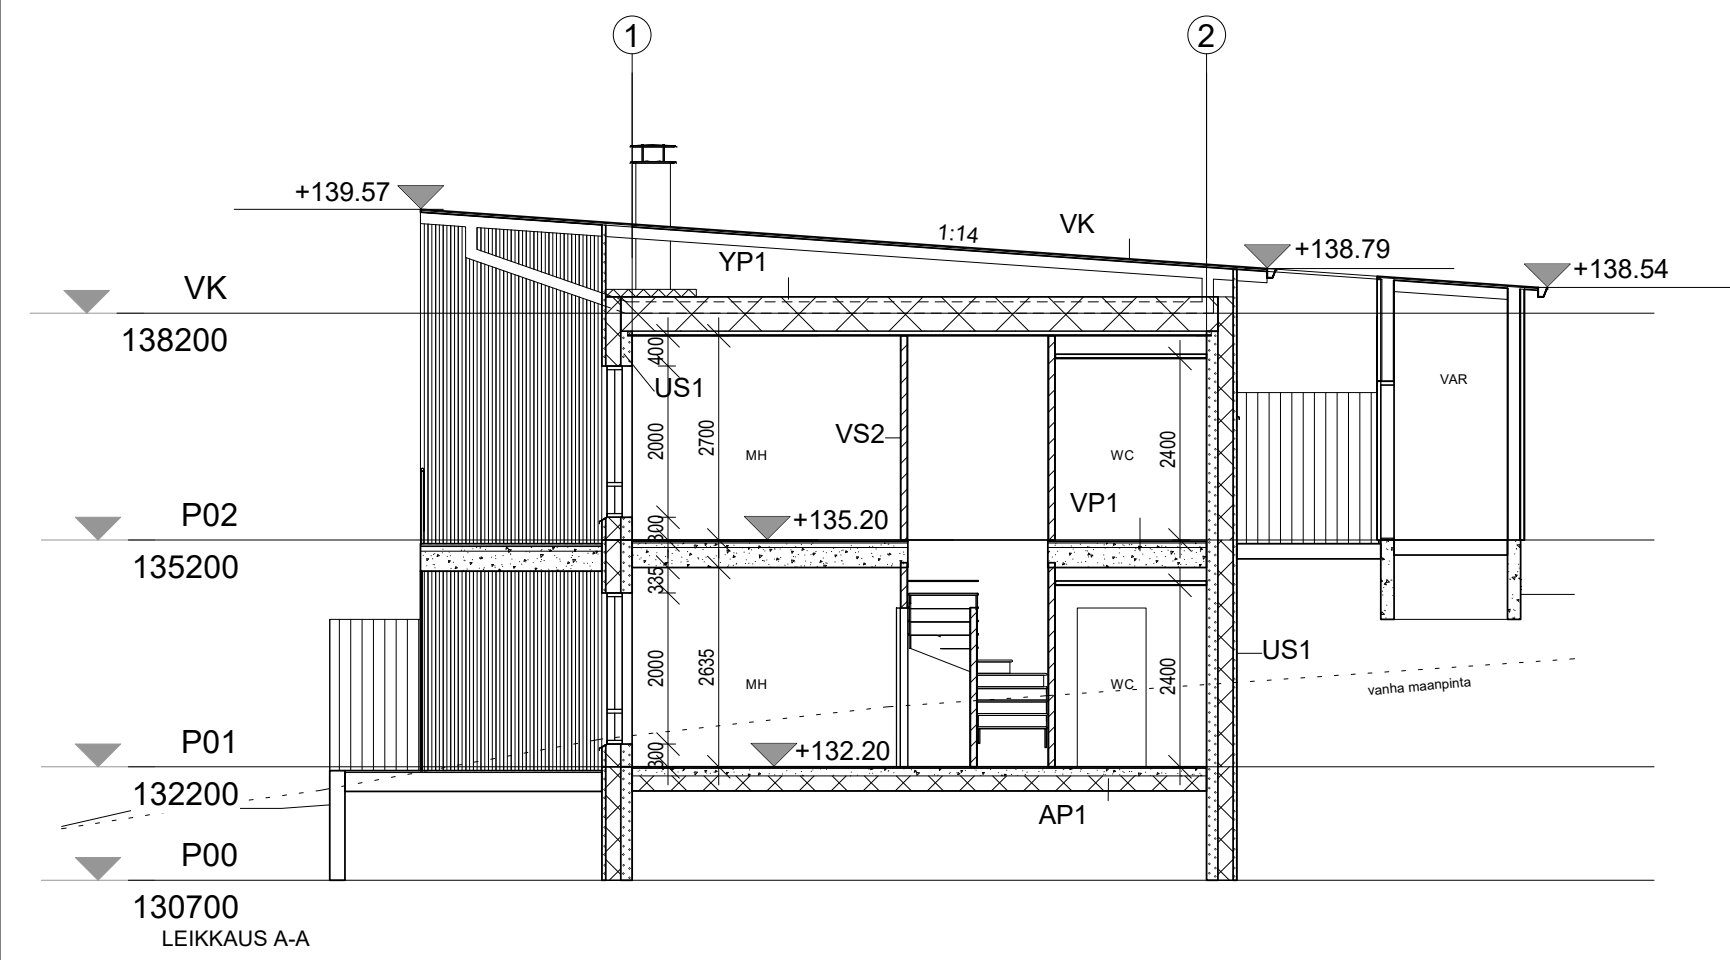 1
2
+139.57
VK
1:14
+138.79
+138.54
YP1
VK
138200
400
US1
VAR
2000
2700
VS2
MH
WC
2400
VP1
P02
135200
300
+135.20
335
2000
2635
MH
WC
2400
US1
vanha maanpinta
P01
132200
300
+132.20
AP1
P00
130700
LEIKKAUS A-A